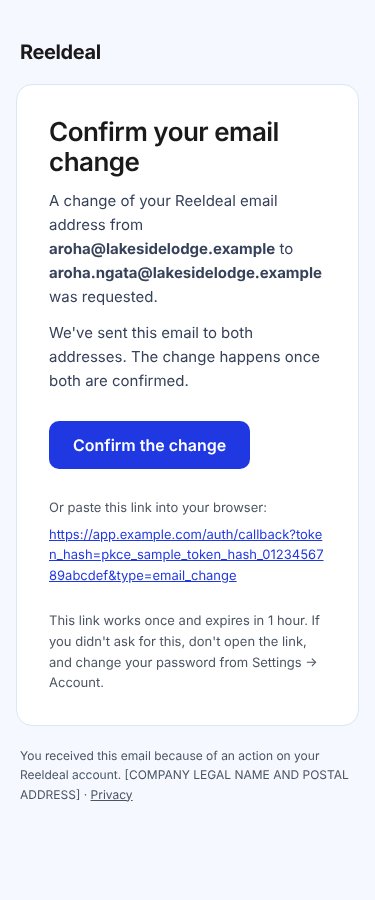 Reeldeal
Confirm your email
change
A change of your Reeldeal email
address from
aroha@lakesidelodge.example to
aroha.ngata@lakesidelodge.example
was requested.
We've sent this email to both
addresses. The change happens once
both are confirmed.
Confirm the change
Or paste this link into your browser:
https://app.example.com/auth/callback?toke
n_hash=pkce_sample_token_hash_01234567
89abcdef&type=email_change
This link works once and expires in 1 hour. If
you didn't ask for this, don't open the link,
and change your password from Settings →
Account.
You received this email because of an action on your
Reeldeal account. [COMPANY LEGAL NAME AND POSTAL
ADDRESS] · Privacy